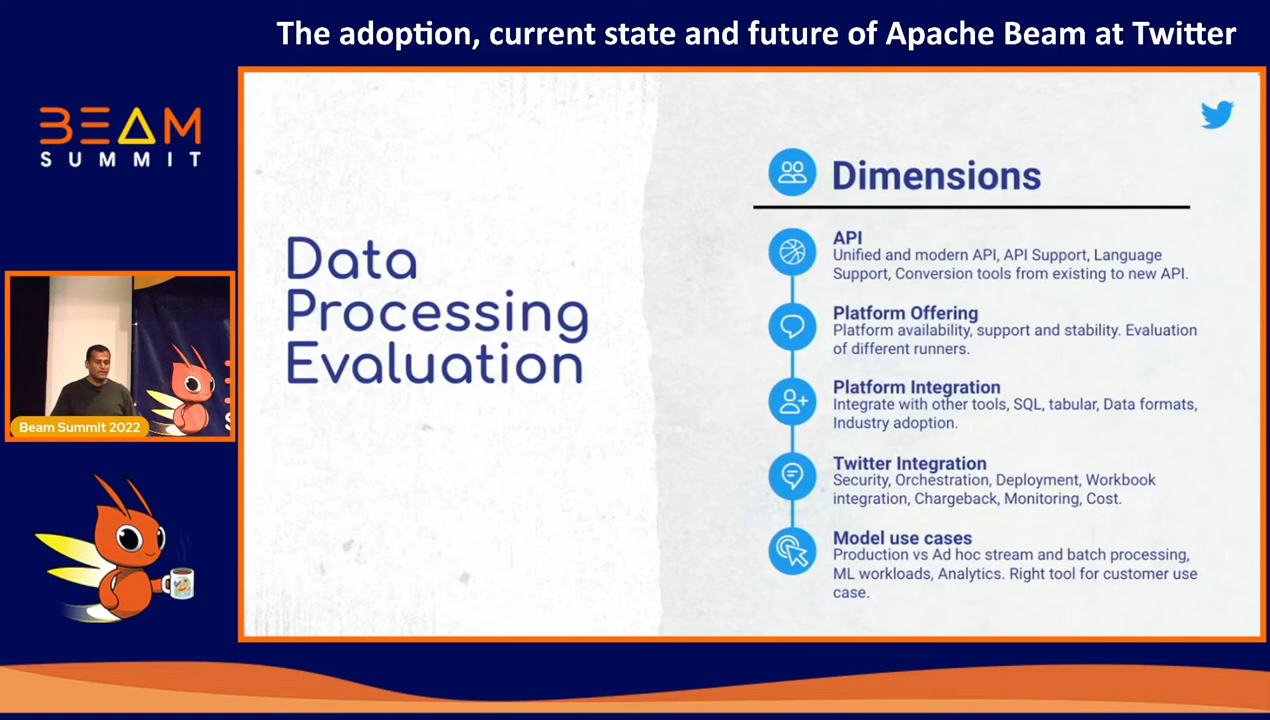 The adoption, current state and future of Apache Beam at Twitter
BEAM
SUMMIT
Beam Summit 2022
Data
Processing
Evaluation
Dimensions
API
Unified and modern API, API Support, Language
Support, Conversion tools from existing to new API.
Platform Offering
Platform availability, support and stability. Evaluation
of different runners.
Platform Integration
Integrate with other tools, SQL, tabular, Data formats,
Industry adoption.
Twitter Integration
Security, Orchestration, Deployment, Workbook
integration, Chargeback, Monitoring, Cost.
Model use cases
Production vs Ad hoc stream and batch processing,
ML workloads, Analytics. Right tool for customer use
case.